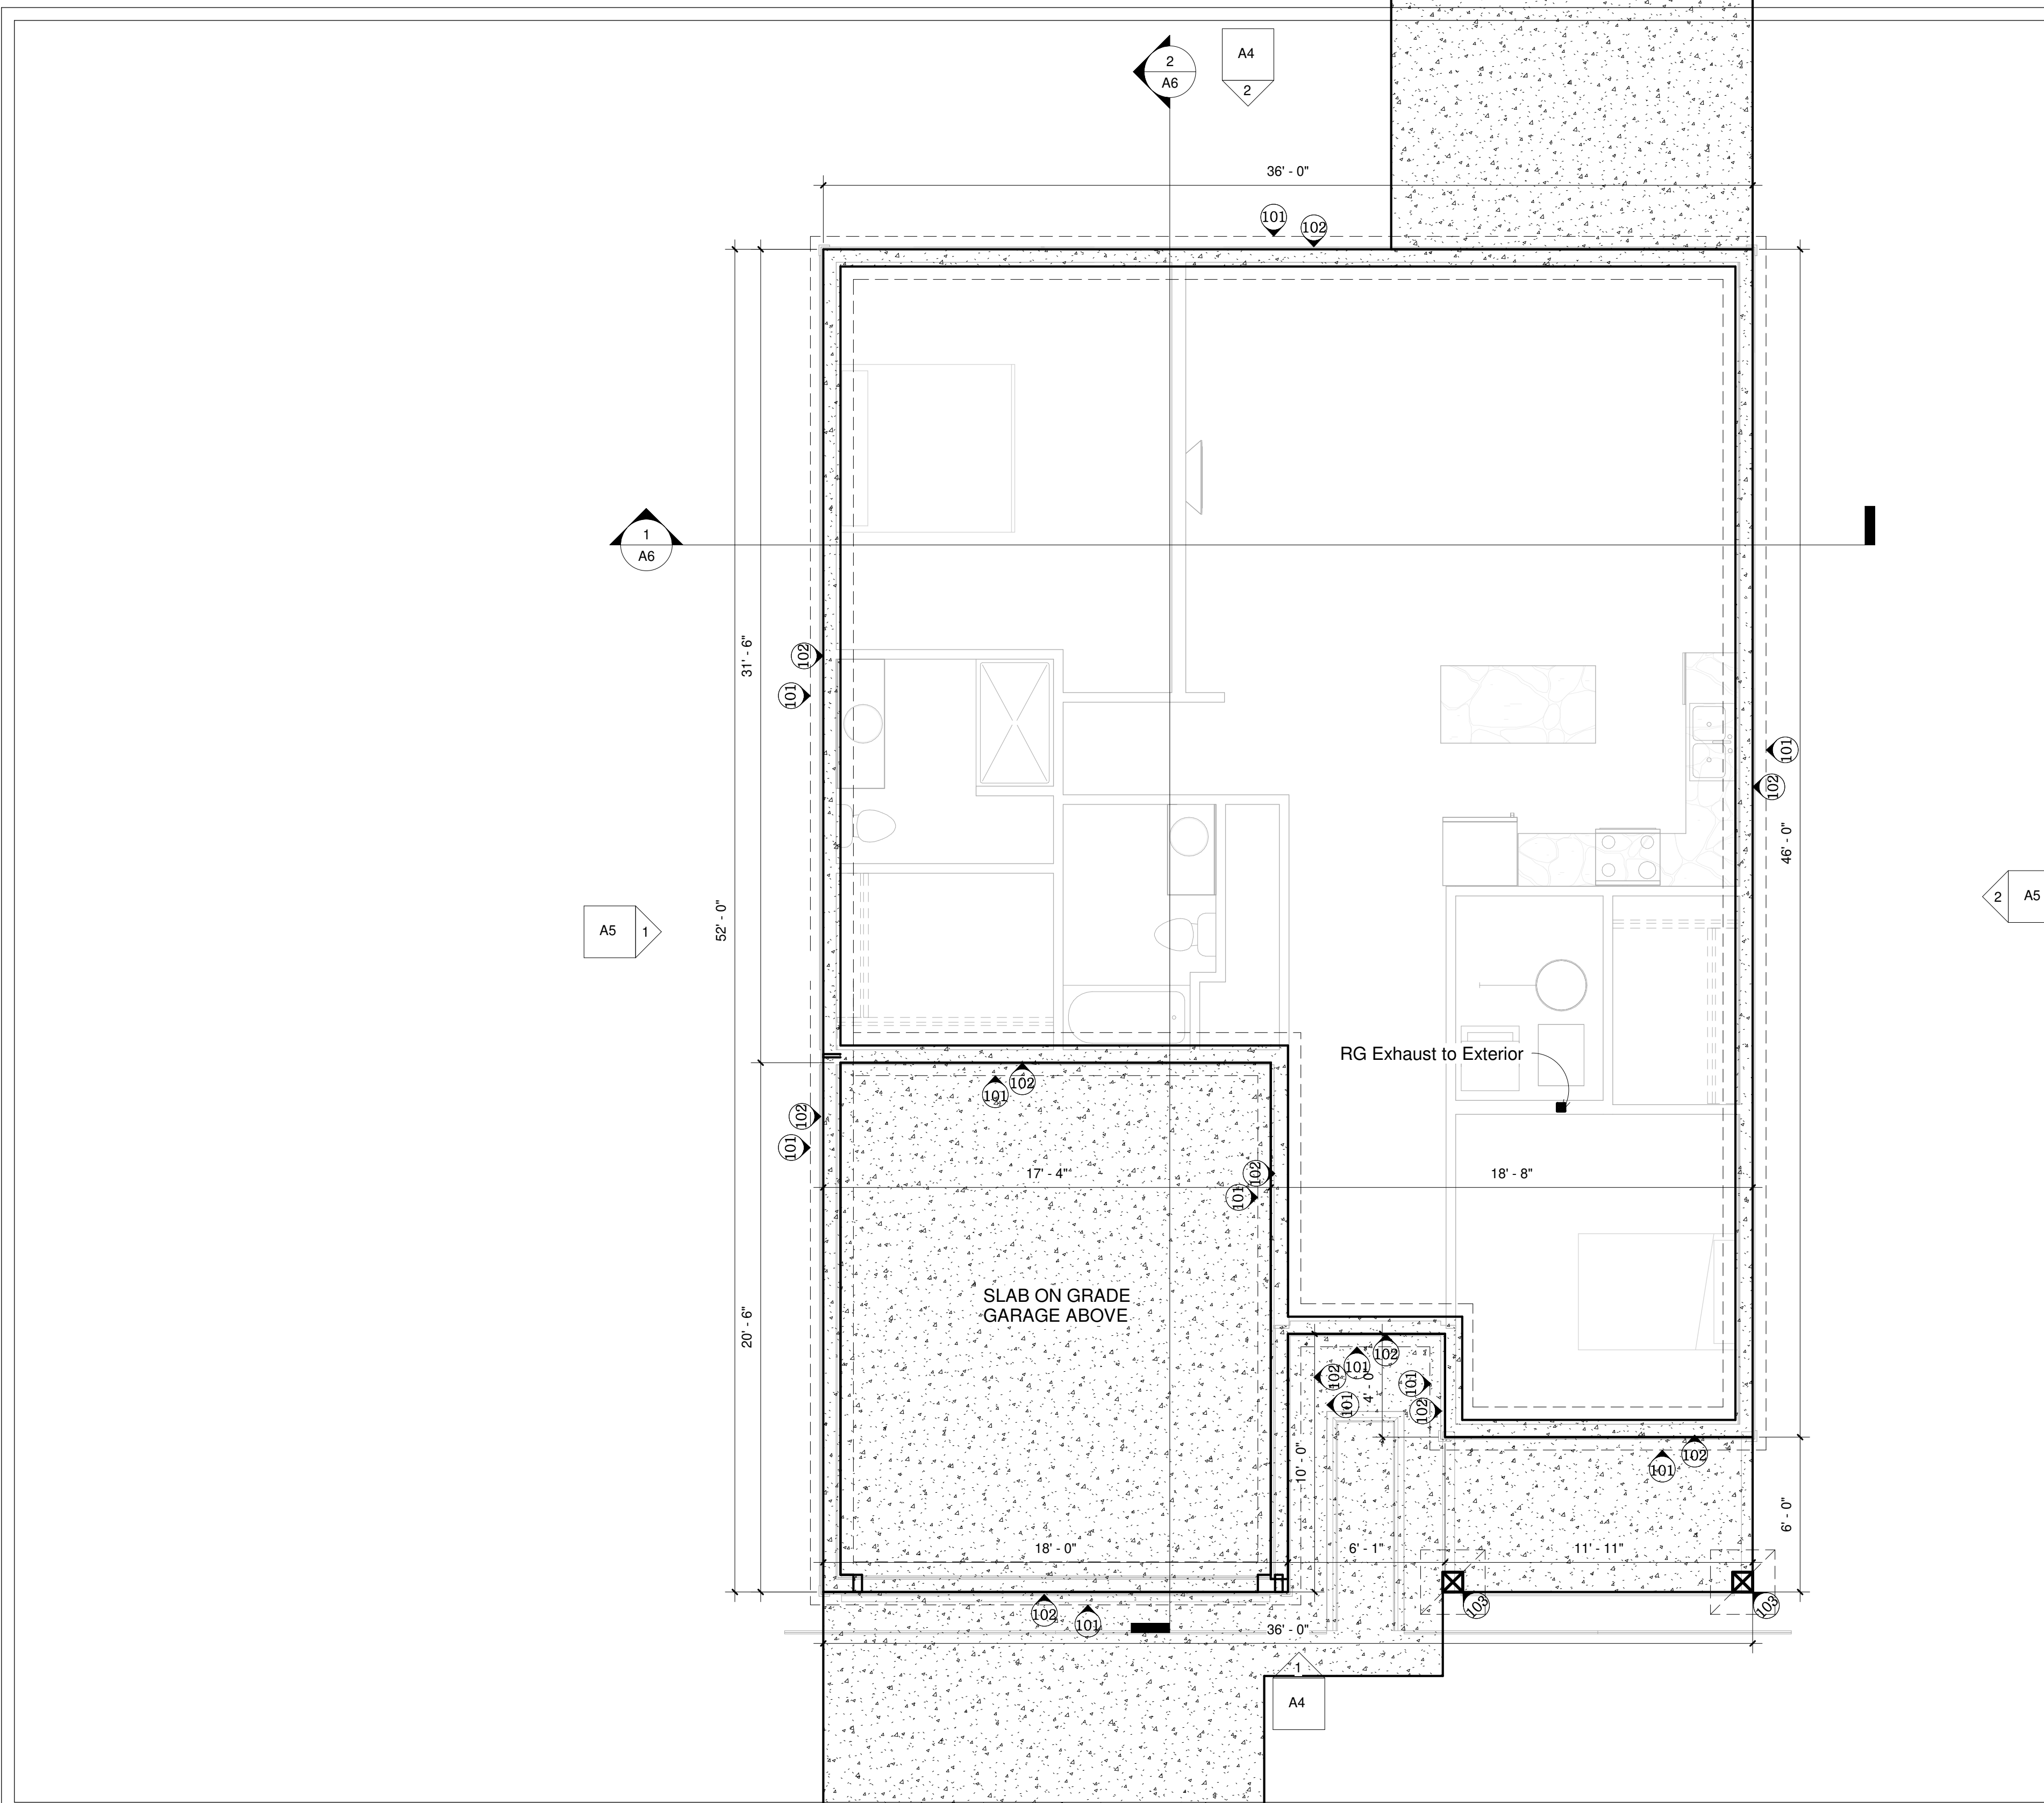 2
A6
A4
2
36' - 0"
101
102
1
A6
31' - 6"
102
101
101
102
46' - 0"
52' - 0"
A5
1
2
A5
RG Exhaust to Exterior
102
101
102
101
17' - 4"
102
101
18' - 8"
SLAB ON GRADE
GARAGE ABOVE
20' - 6"
102
101
102
101
4' - 0"
101
102
10' - 0"
102
101
6' - 0"
18' - 0"
6' - 1"
11' - 11"
102
101
103
103
36' - 0"
1
A4